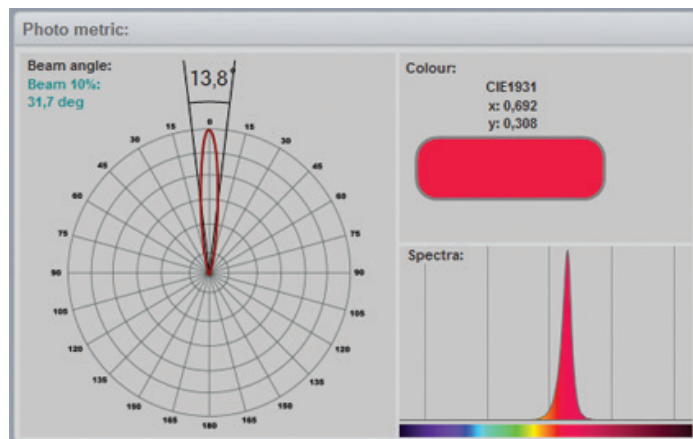 Photo metric:
Beam angle:
Beam 10%:
31,7 deg
13,8°
0
15
15
30
30
45
45
60
60
75
75
90
90
105
105
120
120
135
135
150
150
165
165
180
Colour:
CIE1931
x: 0,692
y: 0,308
Spectra: